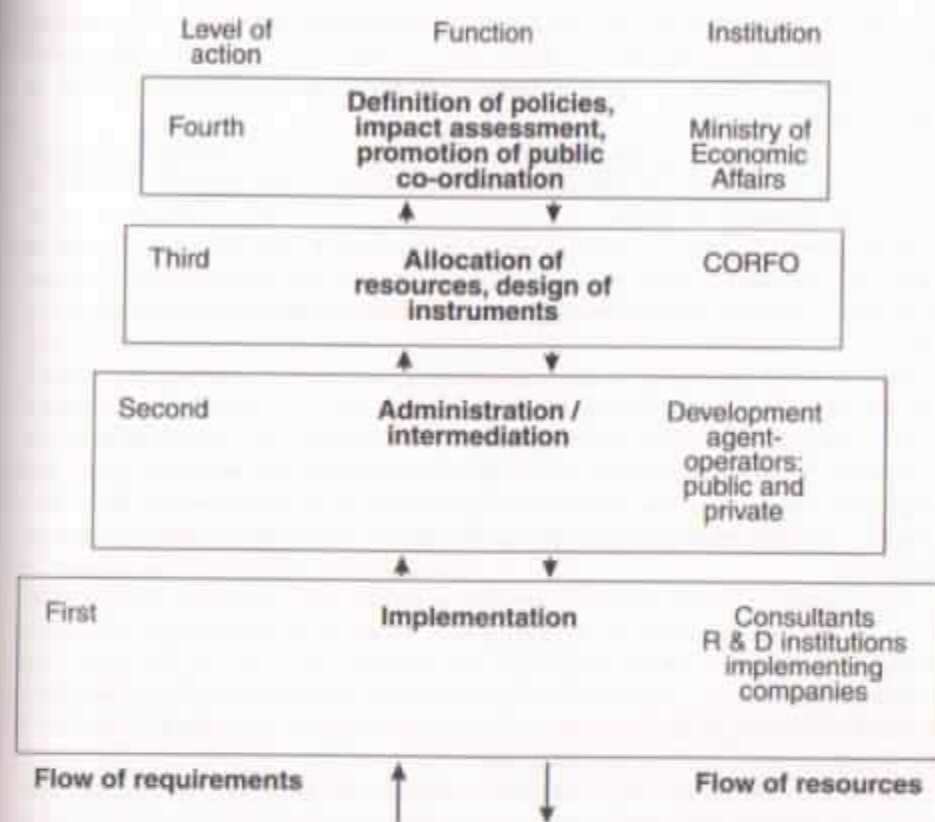 Level of action
Function
Institution
Fourth
Definition of policies,
impact assessment,
promotion of public
co-ordination
Ministry of
Economic
Affairs
Third
Allocation of
resources, design of
instruments
CORFO
Second
Administration /
intermediation
Development
agent-
operators:
public and
private
First
Implementation
Consultants
R & D institutions
implementing
companies
Flow of requirements
Flow of resources